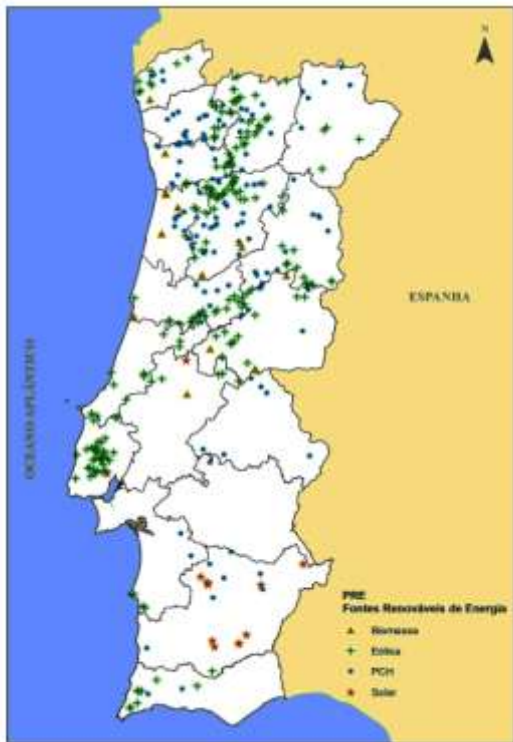 N
ESPANHA
OCEANO ATLÂNTICO
PRE
Fontes Renováveis de Energia
Biomassa
Eólica
PCH
Solar